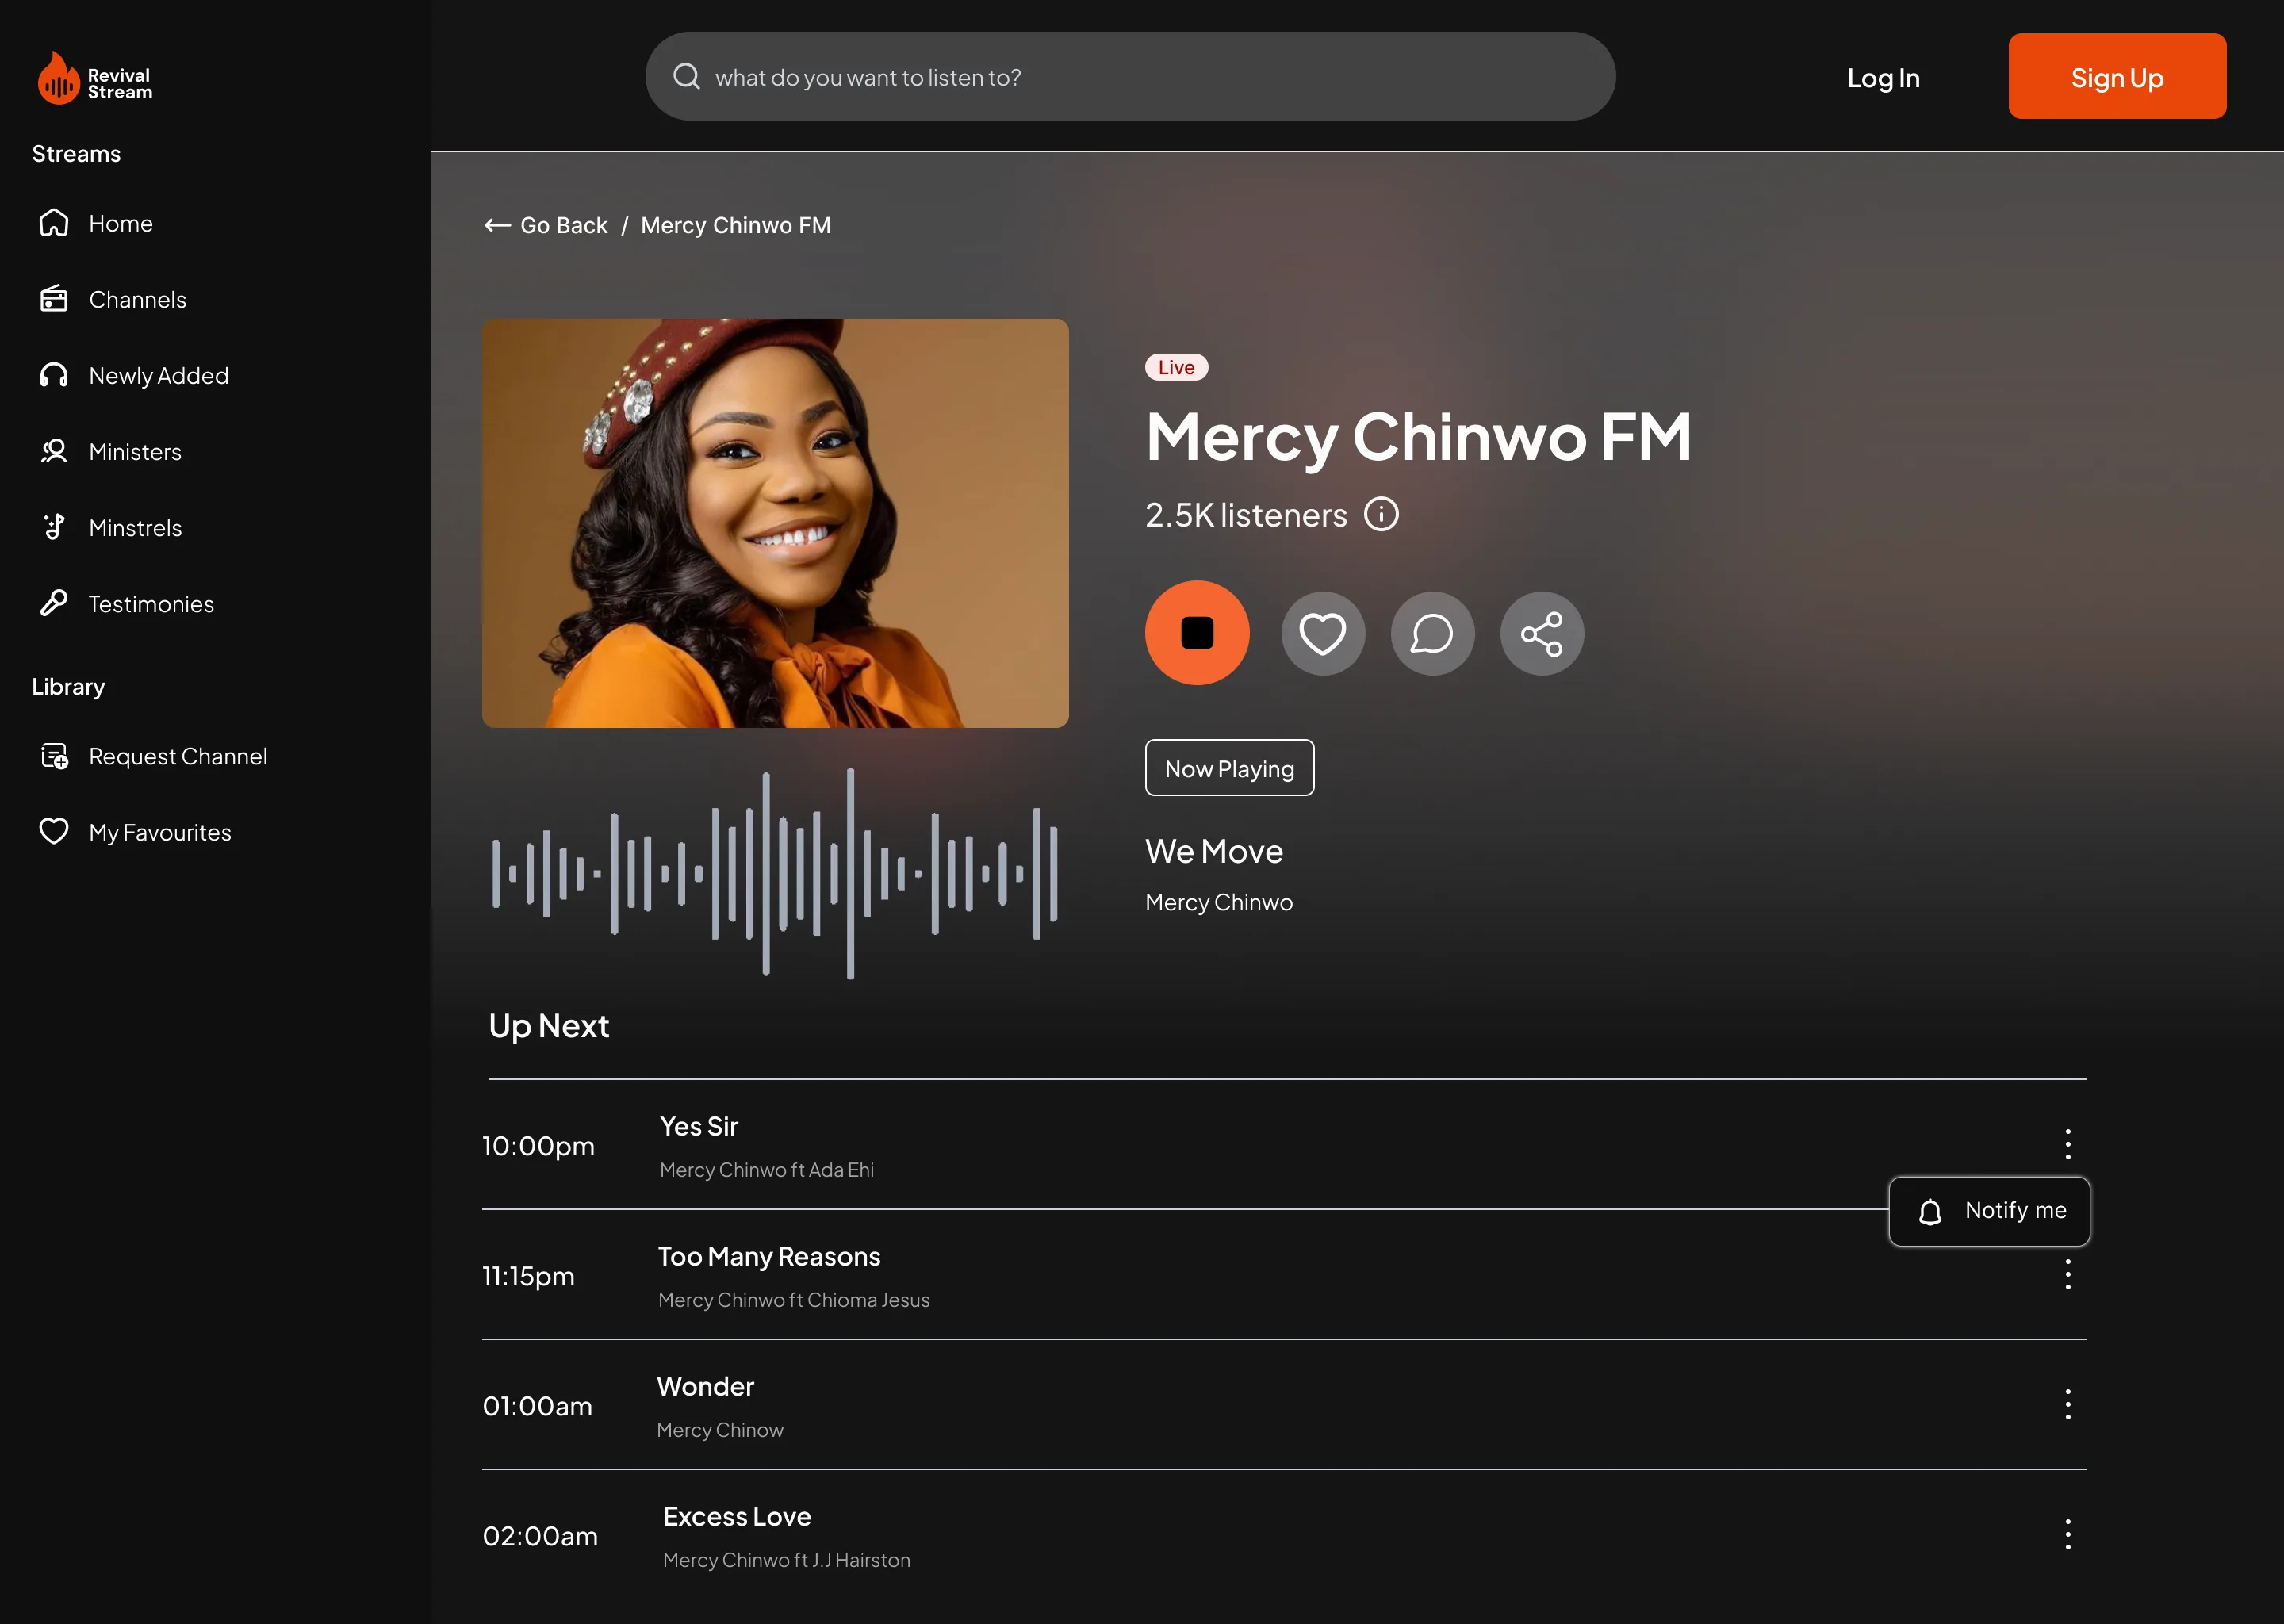 Revival
Stream
what do you want to listen to?
Log In
Sign Up
Streams
Home
Channels
Newly Added
Ministers
Minstrels
Testimonies
Library
Request Channel
My Favourites
Go Back / Mercy Chinwo FM
Live
Mercy Chinwo FM
2.5K listeners
Now Playing
We Move
Mercy Chinwo
Up Next
10:00pm
Yes Sir
Mercy Chinwo ft Ada Ehi
Notify me
11:15pm
Too Many Reasons
Mercy Chinwo ft Chioma Jesus
01:00am
Wonder
Mercy Chinow
02:00am
Excess Love
Mercy Chinwo ft J.J Hairston